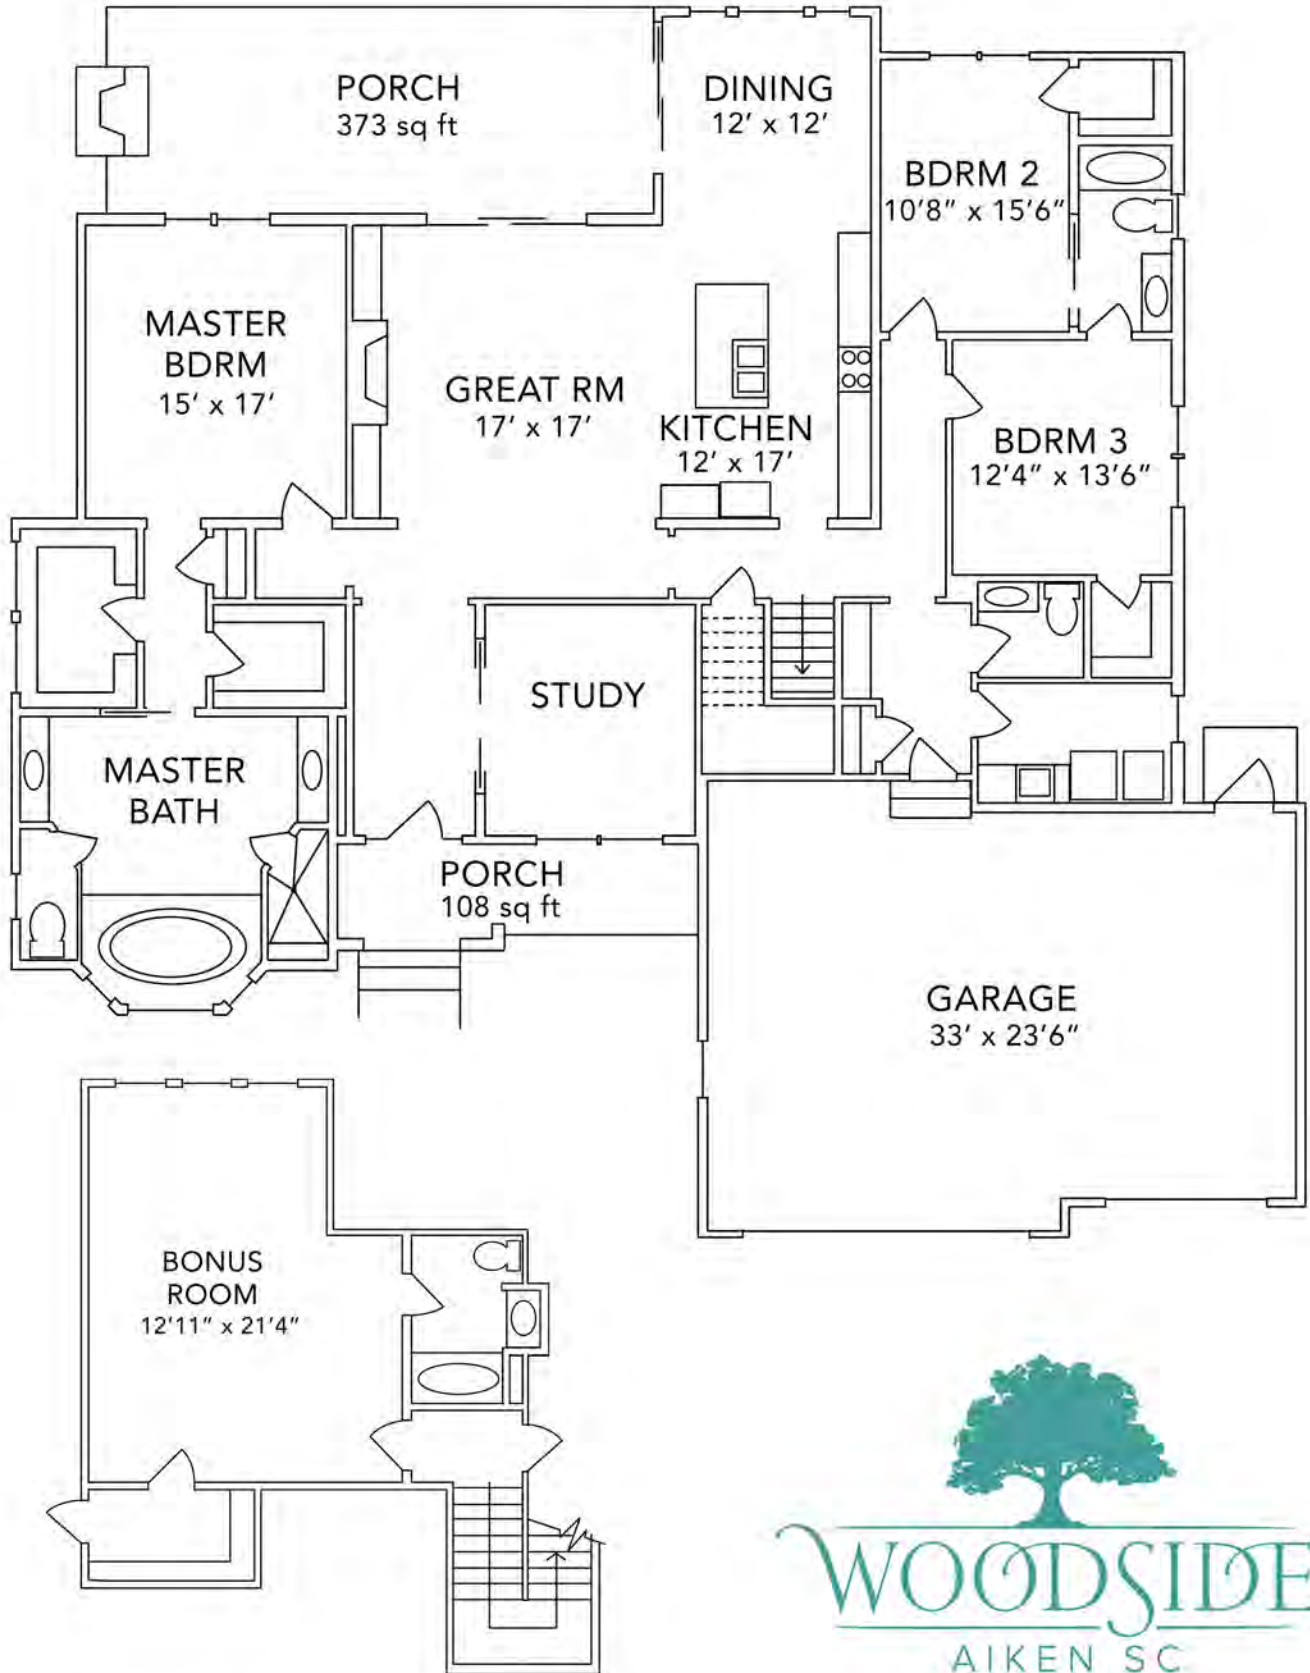 PORCH
373 sq ft
DINING
12' x 12'
BDRM 2
10'8" x 15'6"
MASTER
BDRM
15' x 17'
GREAT RM
17' x 17'
KITCHEN
12' x 17'
BDRM 3
12'4" x 13'6"
STUDY
MASTER
BATH
PORCH
108 sq ft
GARAGE
33' x 23'6"
BONUS
ROOM
12'11" x 21'4"
WOODSIDE
AIKEN SC